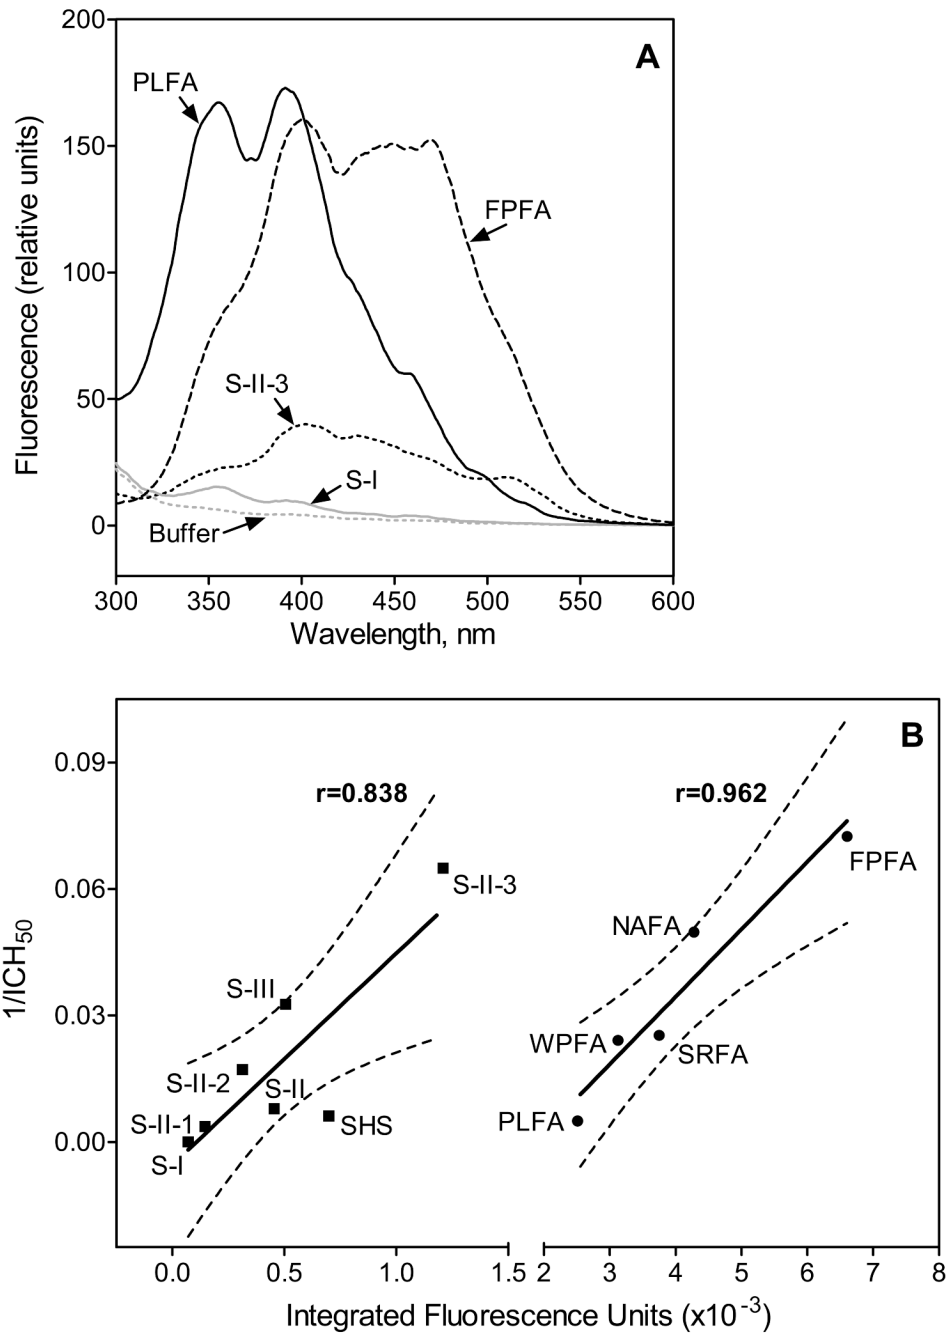 A
200
150
100
50
0
Fluorescence (relative units)
PLFA
FPFA
S-II-3
S-I
Buffer
300 350 400 450 500 550 600
Wavelength, nm
B
0.09
0.06
0.03
0.00
1/ICH50
r=0.838
r=0.962
S-II-3
FPFA
NAFA
S-III
WPFA
SRFA
S-II-2
S-II
S-II-1
SHS
PLFA
S-I
0.0 0.5 1.0 1.5 2 3 4 5 6 7 8
Integrated Fluorescence Units (x10-3)